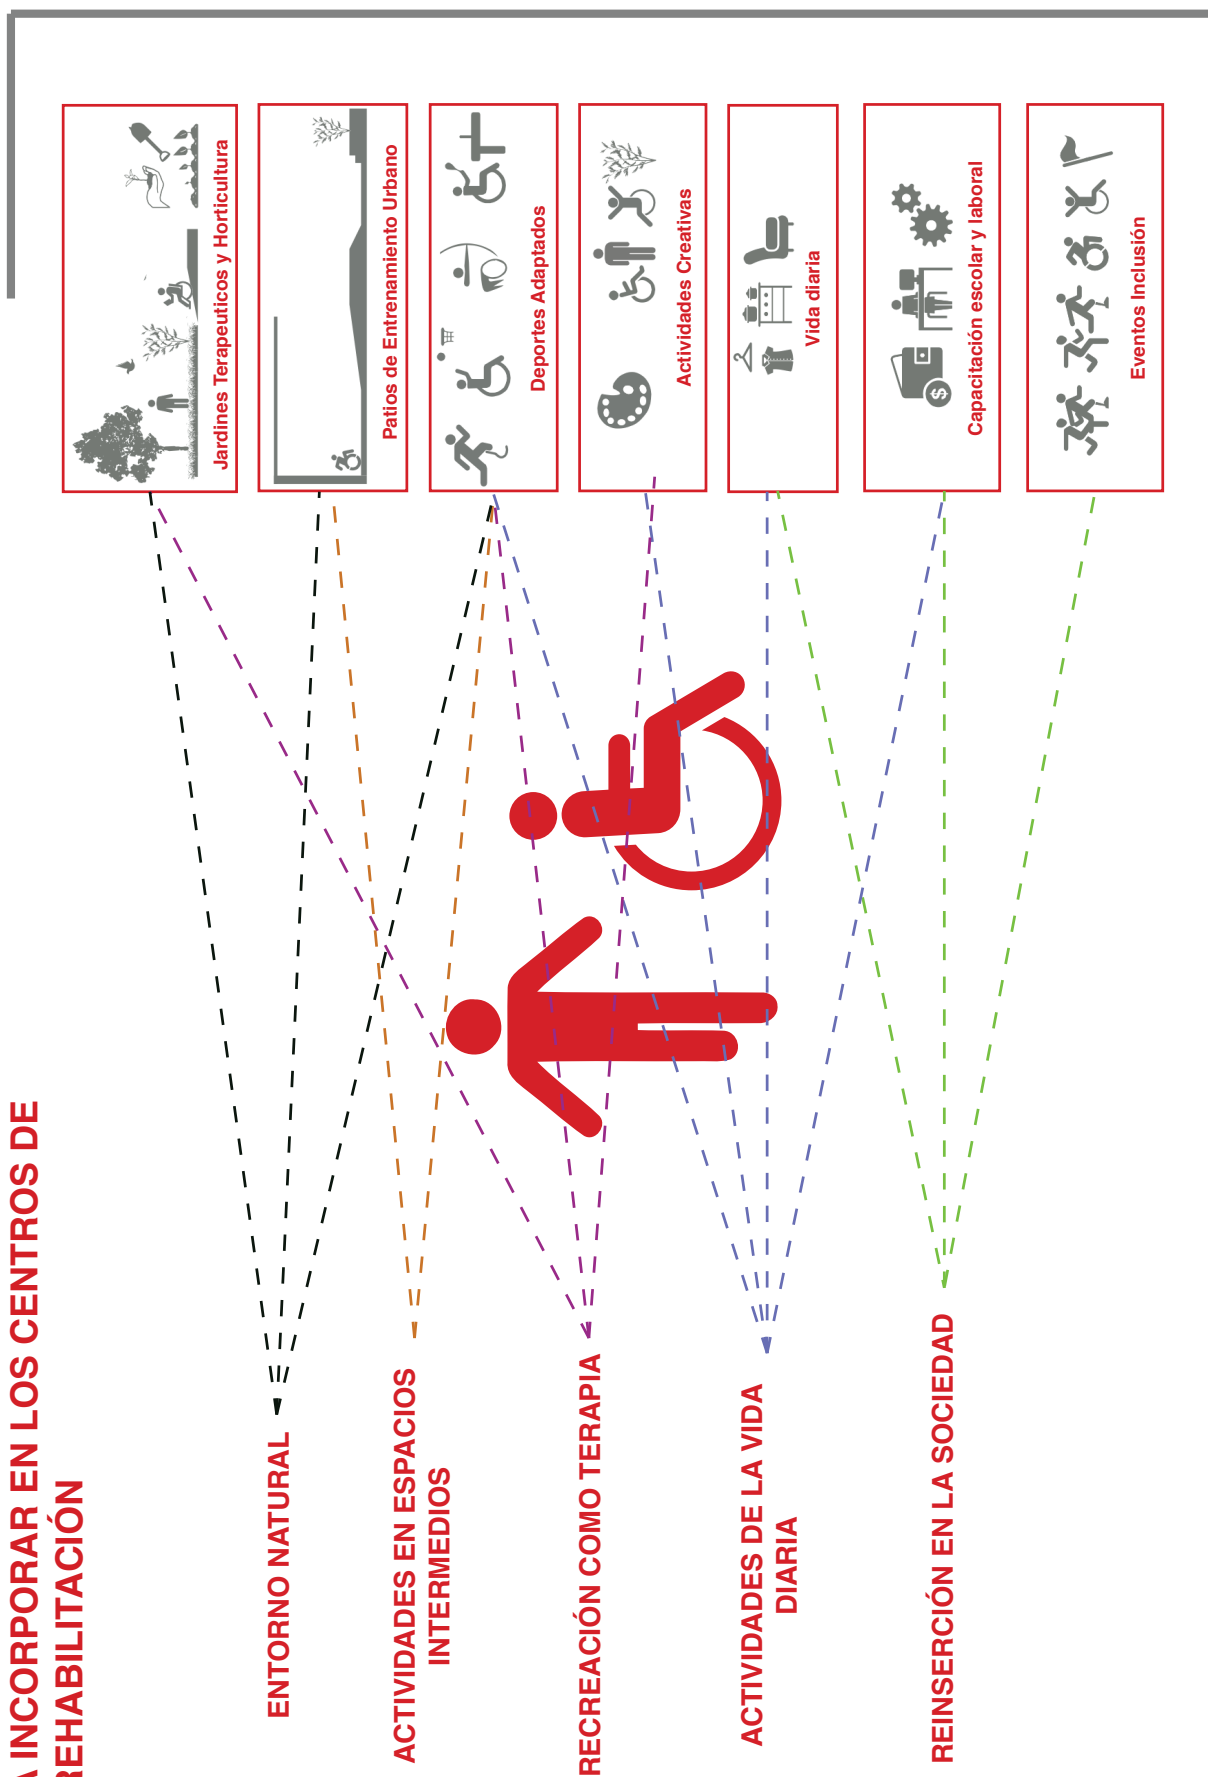 INCORPORAR EN LOS CENTROS DE
REHABILITACIÓN
ENTORNO NATURAL
ACTIVIDADES EN ESPACIOS
INTERMEDIOS
RECREACIÓN COMO TERAPIA
ACTIVIDADES DE LA VIDA
DIARIA
REINSERCIÓN EN LA SOCIEDAD
Jardines Terapeuticos y Horticultura
Patios de Entrenamiento Urbano
Deportes Adaptados
Actividades Creativas
Vida diaria
Capacitación escolar y laboral
$
Eventos Inclusión